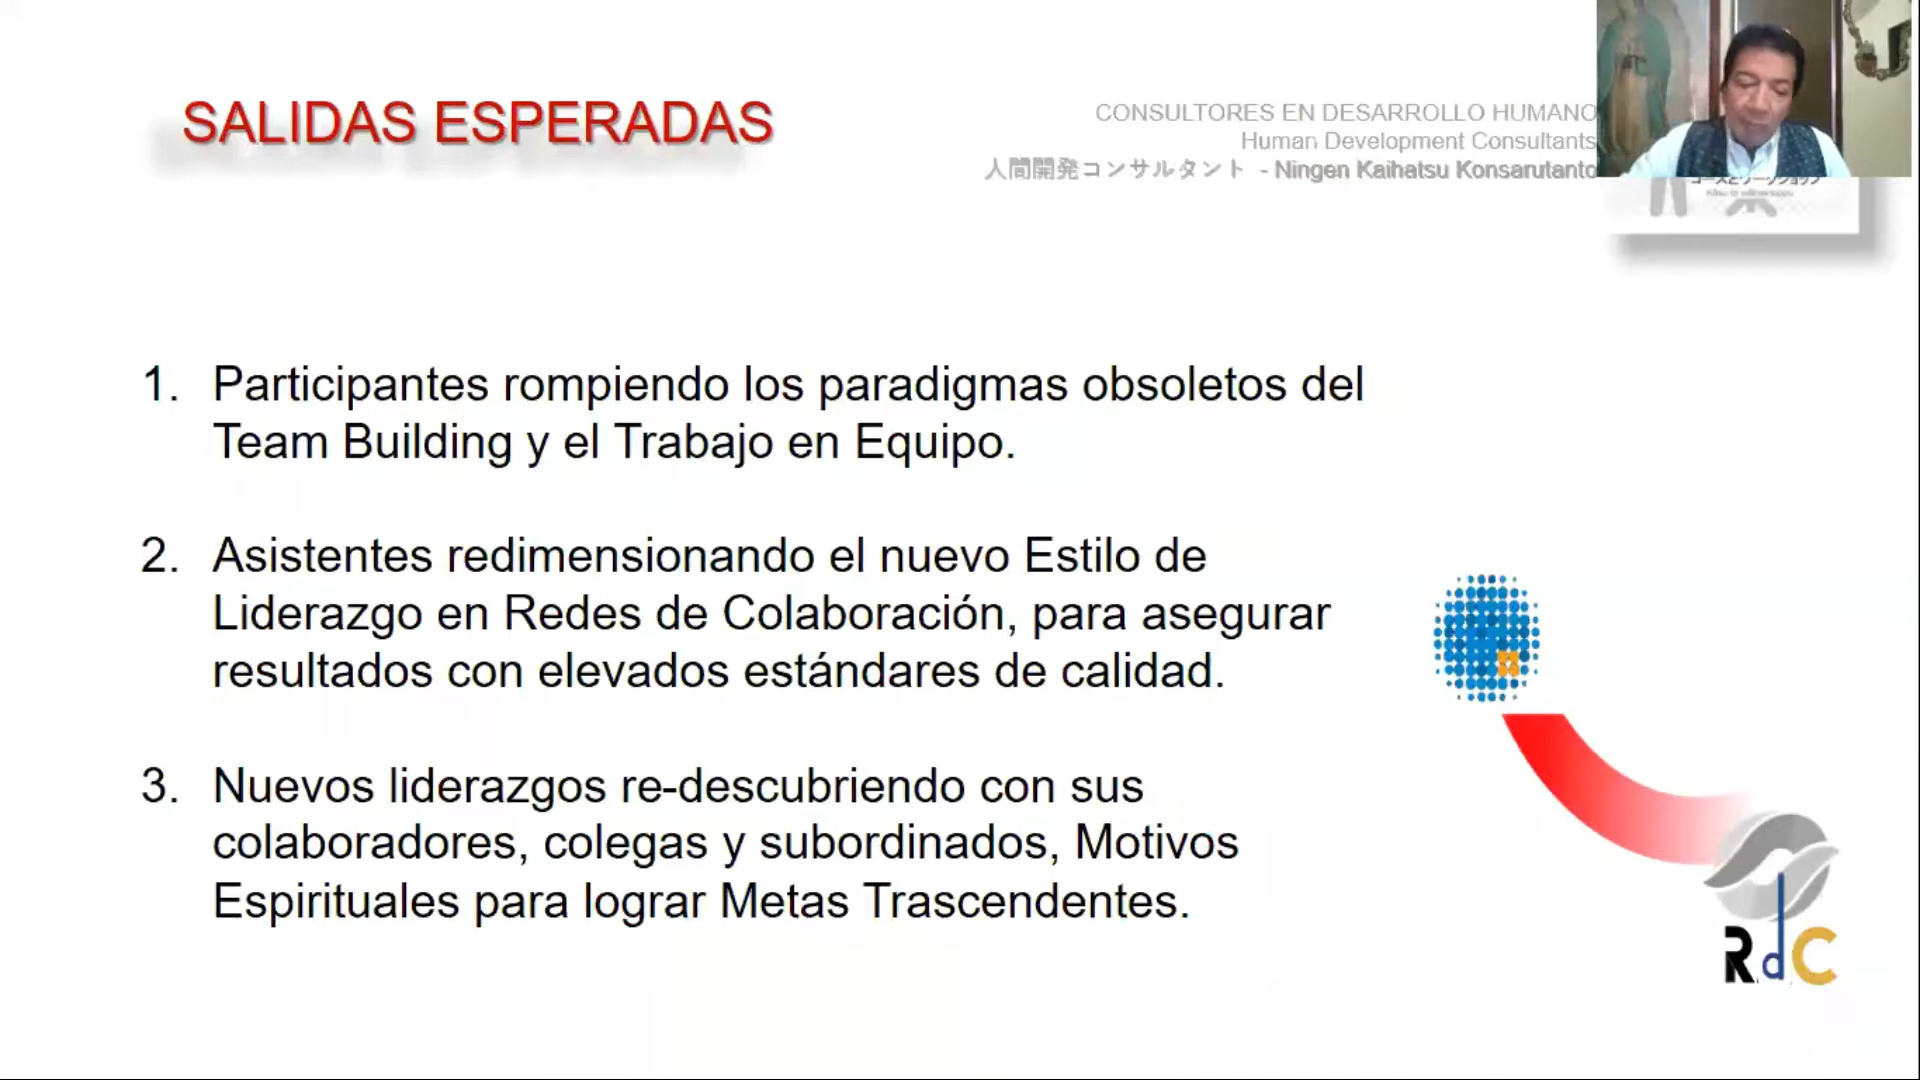 SALIDAS ESPERADAS
CONSULTORES EN DESARROLLO HUMANO
Human Development Consultants
人間開発コンサルタント - Ningen Kaihatsu Konsarutanto
1. Participantes rompiendo los paradigmas obsoletos del
Team Building y el Trabajo en Equipo.
2. Asistentes redimensionando el nuevo Estilo de
Liderazgo en Redes de Colaboración, para asegurar
resultados con elevados estándares de calidad.
3. Nuevos liderazgos re-descubriendo con sus
colaboradores, colegas y subordinados, Motivos
Espirituales para lograr Metas Trascendentes.
RdC